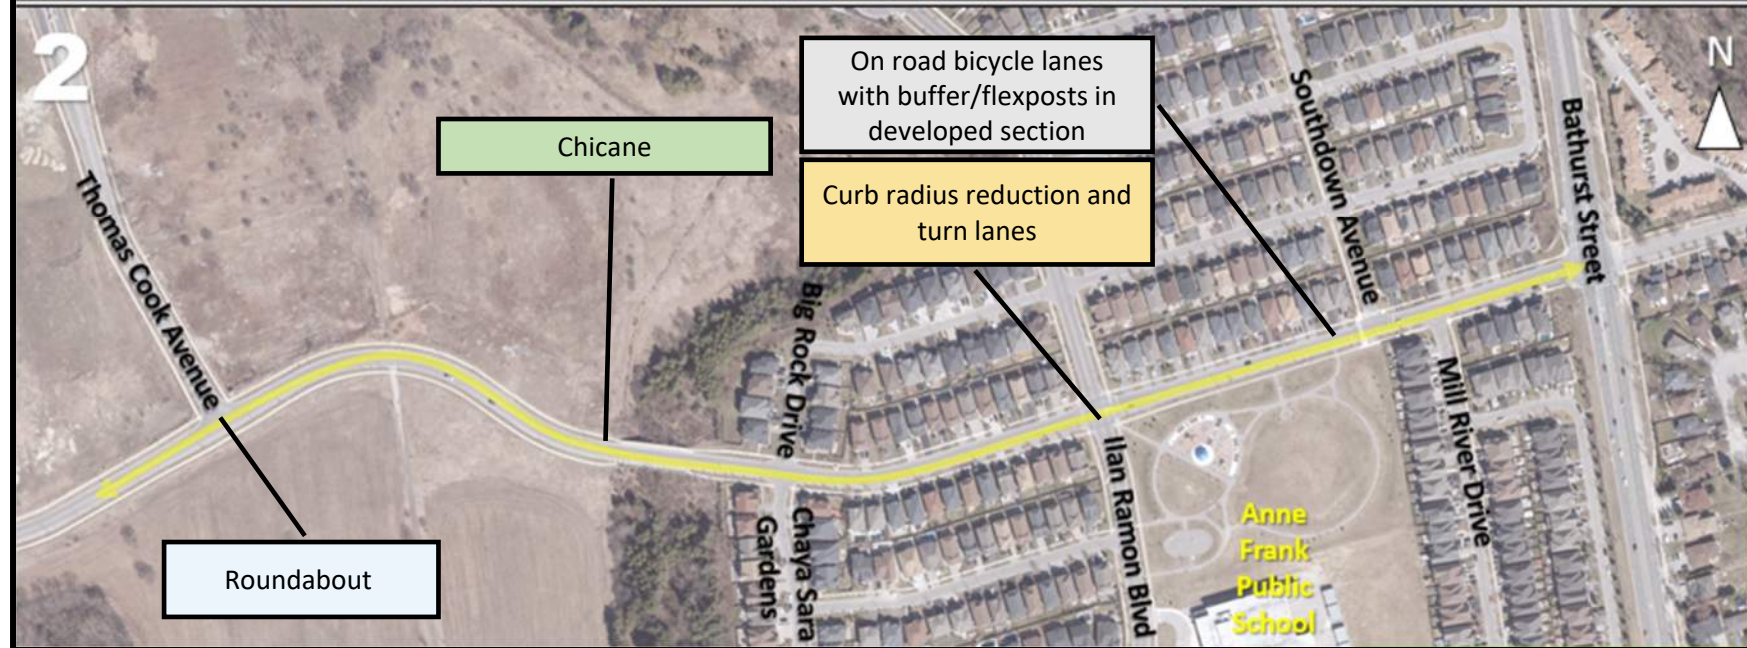 2
N
On road bicycle lanes
with buffer/flexposts in
developed section
Chicane
Curb radius reduction and
turn lanes
Southdown Avenue
Bathurst Street
Thomas Cook Avenue
Big Rock Drive
Mill River Drive
Ilan Ramon Blvd
Chaya Sara
Gardens
Anne
Frank
Public
School
Roundabout